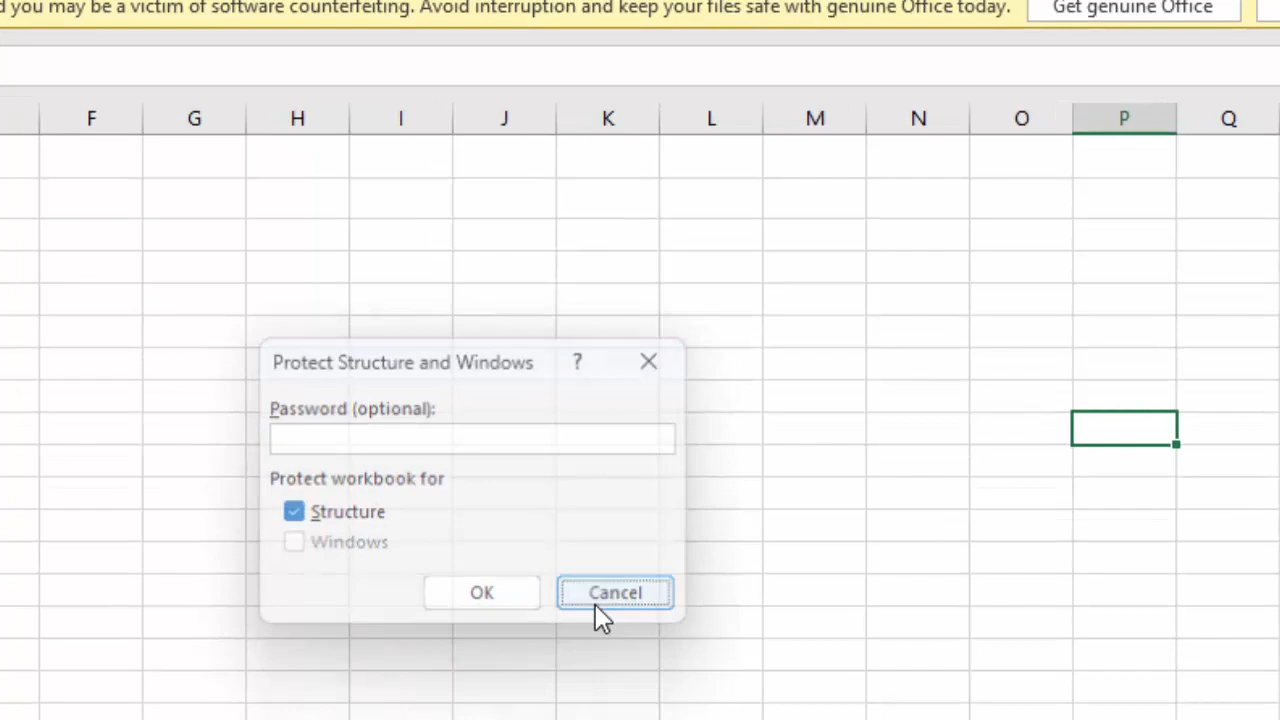 d you may be a victim of software counterfeiting. Avoid interruption and keep your files safe with genuine Office today. Get genuine Office
F G H I J K L M N O P Q
Protect Structure and Windows ? ×
Password (optional):
Protect workbook for
Structure
Windows
OK Cancel